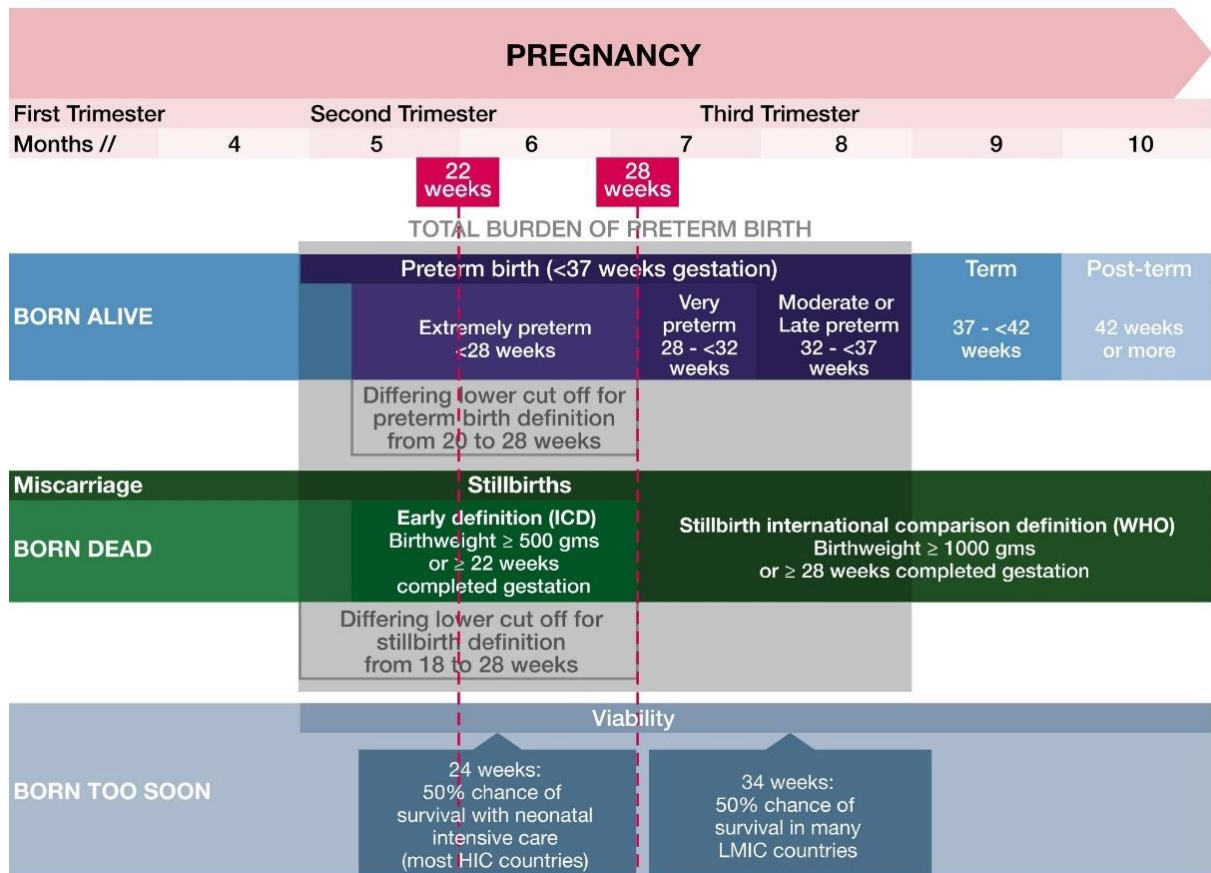 PREGNANCY
First Trimester Second Trimester Third Trimester
Months // 4 5 6 7 8 9 10
22
weeks
28
weeks
TOTAL BURDEN OF PRETERM BIRTH
BORN ALIVE
Preterm birth (<37 weeks gestation)
Extremely preterm
<28 weeks
Very
preterm
28 - <32
weeks
Moderate or
Late preterm
32 - <37
weeks
Term
37 - <42
weeks
Post-term
42 weeks
or more
Differing lower cut off for
preterm birth definition
from 20 to 28 weeks
Miscarriage
Stillbirths
BORN DEAD
Early definition (ICD)
Birthweight ≥ 500 gms
or ≥ 22 weeks
completed gestation
Stillbirth international comparison definition (WHO)
Birthweight ≥ 1000 gms
or ≥ 28 weeks completed gestation
Differing lower cut off for
stillbirth definition
from 18 to 28 weeks
Viability
BORN TOO SOON
24 weeks:
50% chance of
survival with neonatal
intensive care
(most HIC countries)
34 weeks:
50% chance of
survival in many
LMIC countries